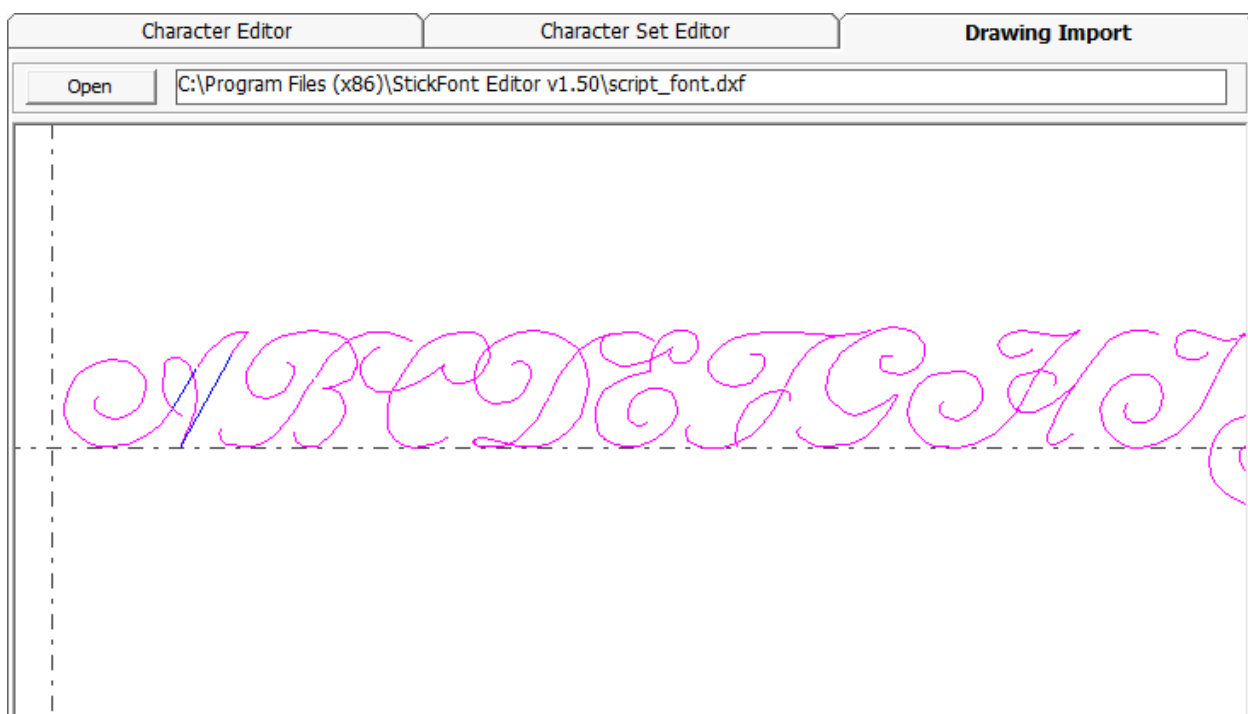 Character Editor Character Set Editor Drawing Import
Open C:\Program Files (x86)\StickFont Editor v1.50\script_font.dxf
ABCDEFGHI